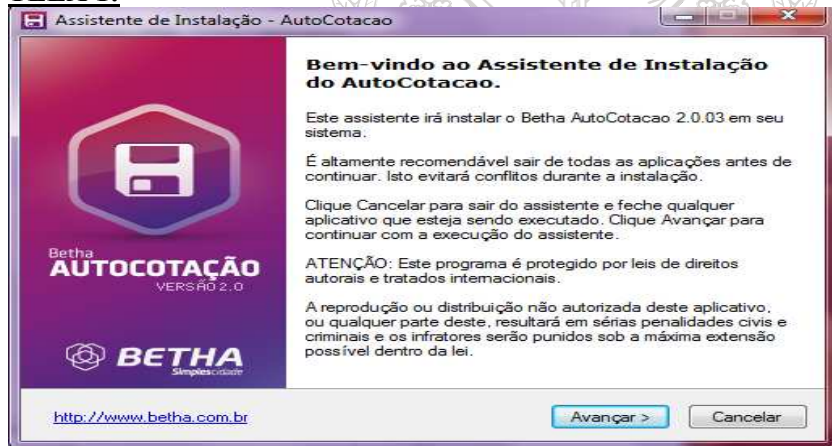 Assistente de Instalação - AutoCotacao
Bem-vindo ao Assistente de Instalação
do AutoCotacao.
Este assistente irá instalar o Betha AutoCotacao 2.0.03 em seu
sistema.
É altamente recomendável sair de todas as aplicações antes de
continuar. Isto evitará conflitos durante a instalação.
Clique Cancelar para sair do assistente e feche qualquer
aplicativo que esteja sendo executado. Clique Avançar para
continuar com a execução do assistente.
ATENÇÃO: Este programa é protegido por leis de direitos
autorais e tratados internacionais.
A reprodução ou distribuição não autorizada deste aplicativo,
ou qualquer parte deste, resultará em sérias penalidades civis e
criminais e os infratores serão punidos sob a máxima extensão
possível dentro da lei.
Betha
AUTOCOTAÇÃO
VERSÃO 2.0
BETHA
Simplescidade
http://www.betha.com.br
Avançar >
Cancelar